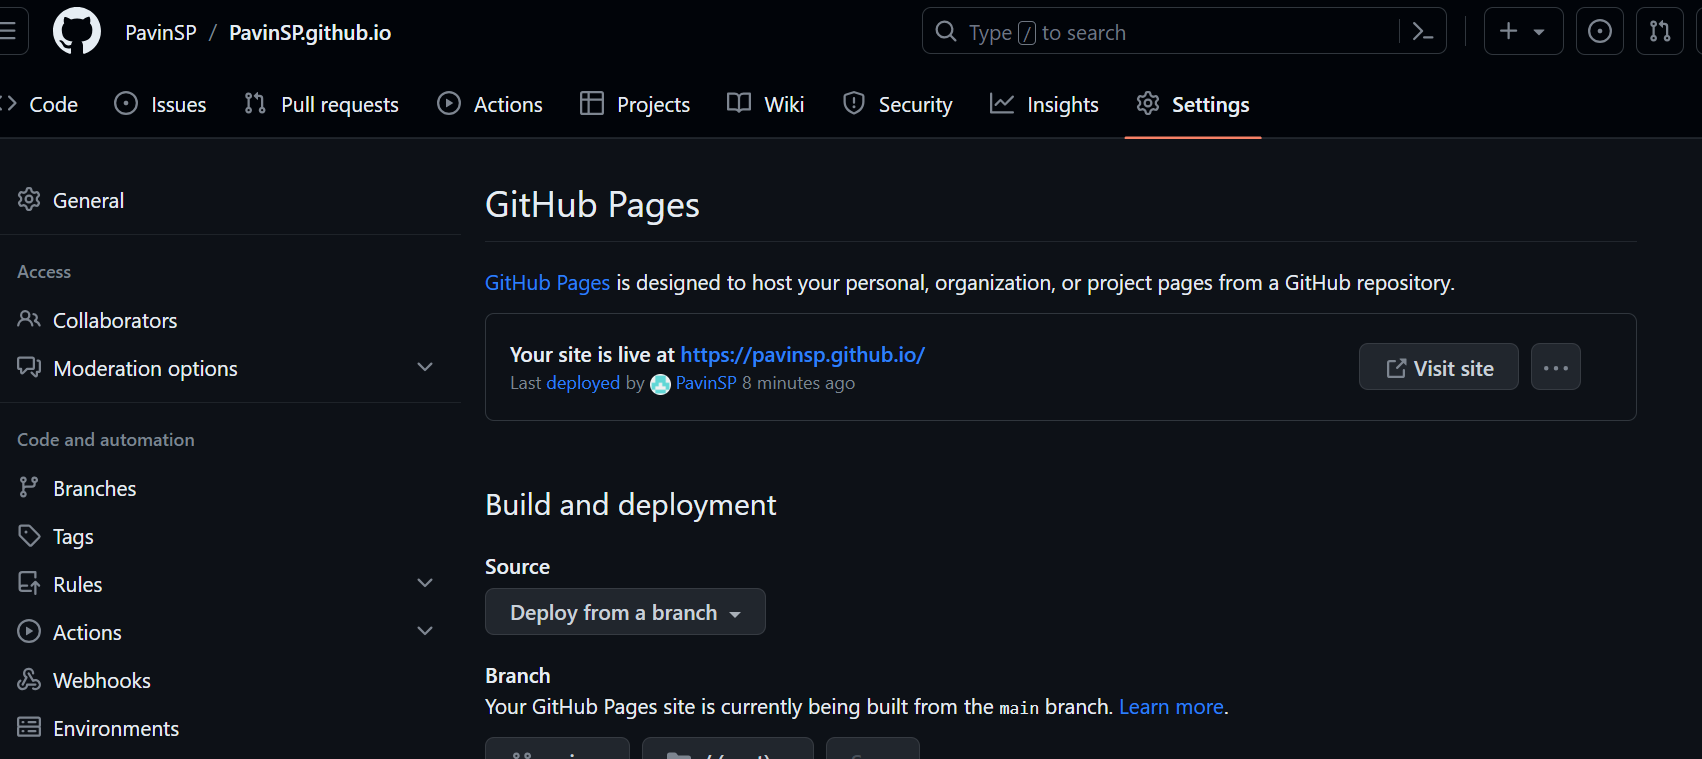 PavinSP / PavinSP.github.io
Type / to search
Code Issues Pull requests Actions Projects Wiki Security Insights Settings
General
Access
Collaborators
Moderation options
Code and automation
Branches
Tags
Rules
Actions
Webhooks
Environments
GitHub Pages
GitHub Pages is designed to host your personal, organization, or project pages from a GitHub repository.
Your site is live at https://pavinsp.github.io/
Last deployed by PavinSP 8 minutes ago
Visit site
Build and deployment
Source
Deploy from a branch
Branch
Your GitHub Pages site is currently being built from the main branch. Learn more.